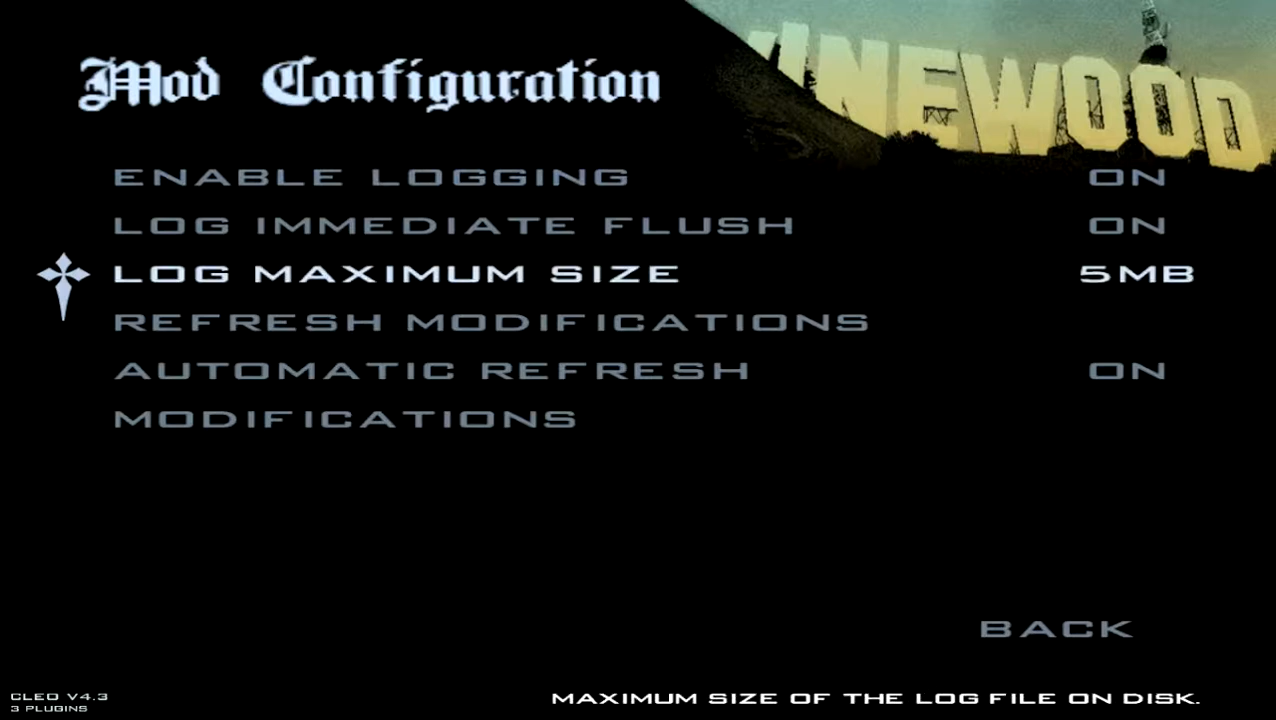 Mod Configuration
INEWOOD
ENABLE LOGGING ON
LOG IMMEDIATE FLUSH ON
LOG MAXIMUM SIZE 5MB
REFRESH MODIFICATIONS
AUTOMATIC REFRESH ON
MODIFICATIONS
BACK
CLEO V4.3
3 PLUGINS
MAXIMUM SIZE OF THE LOG FILE ON DISK.